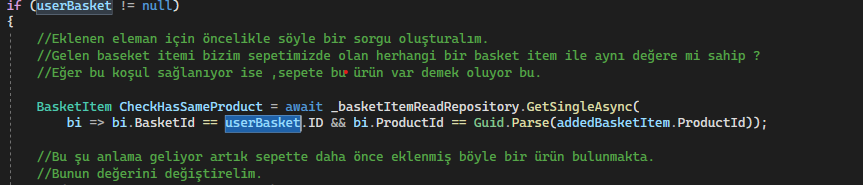 if (userBasket != null)
{
//Eklenen eleman için öncelikle söyle bir sorgu oluşturalım.
//Gelen baseket itemi bizim sepetimizde olan herhangi bir basket item ile aynı değere mi sahip ?
//Eğer bu koşul sağlanıyor ise ,sepete bu ürün var demek oluyor bu.
BasketItem CheckHasSameProduct = await _basketItemReadRepository.GetSingleAsync(
bi => bi.BasketId == userBasket.ID && bi.ProductId == Guid.Parse(addedBasketItem.ProductId));
//Bu şu anlama geliyor artık sepette daha önce eklenmiş böyle bir ürün bulunmakta.
//Bunun değerini değiştirelim.